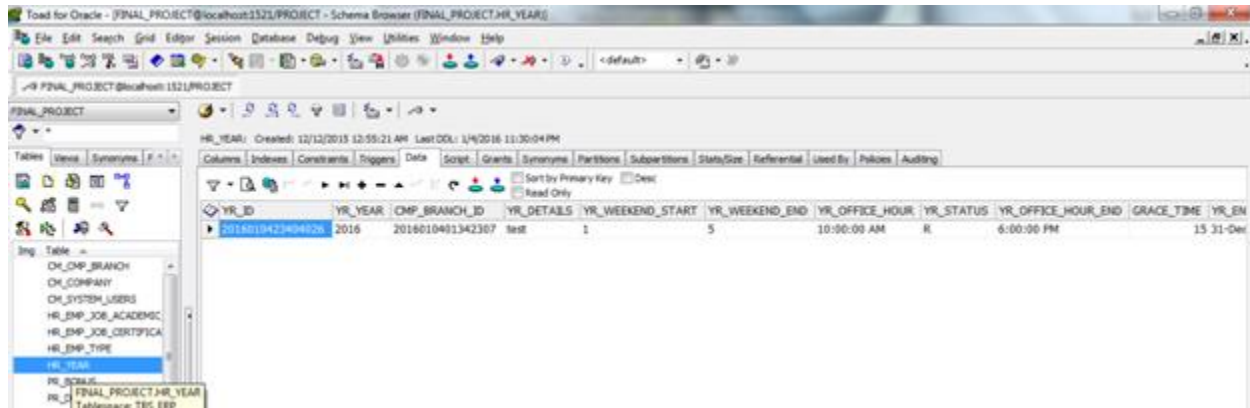 Toad for Oracle - [FINAL_PROJECT@localhost:1521/PROJECT - Schema Browser (FINAL_PROJECT.HR_YEAR)]
File Edit Search Grid Editor Session Database Debug View Utilities Window Help
<default>
FINAL_PROJECT@localhost:1521/PROJECT
FINAL_PROJECT
HR_YEAR: Created: 12/12/2015 12:55:21 AM Last DDL: 1/4/2016 11:30:04 PM
Tables Views Synonyms F
Columns Indexes Constraints Triggers Data Script Grants Synonyms Partitions Subpartitions Stats/Size Referential Used By Policies Auditing
Sort by Primary Key Desc
Read Only
YR_ID YR_YEAR CMP_BRANCH_ID YR_DETAILS YR_WEEKEND_START YR_WEEKEND_END YR_OFFICE_HOUR YR_STATUS YR_OFFICE_HOUR_END GRACE_TIME YR_EN
2016010423404026 2016 2016010401342307 test 1 5 10:00:00 AM R 6:00:00 PM 15 31-Dec
Img Table
CM_CMP_BRANCH
CM_COMPANY
CM_SYSTEM_USERS
HR_EMP_JOB_ACADEMIC_
HR_EMP_JOB_CERTIFICA
HR_EMP_TYPE
HR_YEAR
PR_BONUS
PR_D
FINAL_PROJECT.HR_YEAR
Tablespace: TBS_ERP